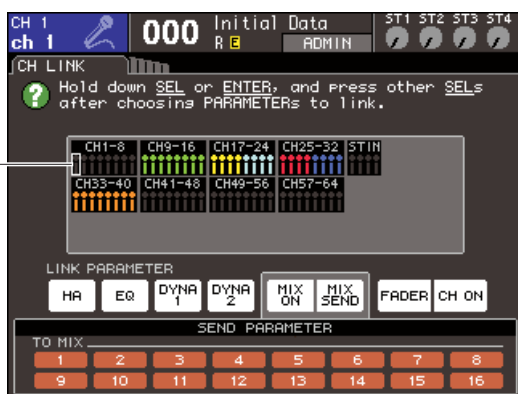 CH 1
ch 1
000
Initial Data
R E
ADMIN
ST1 ST2 ST3 ST4
CH LINK
? Hold down SEL or ENTER, and press other SELs
after choosing PARAMETERs to link.
CH1-8 CH9-16 CH17-24 CH25-32 STIN
CH33-40 CH41-48 CH49-56 CH57-64
LINK PARAMETER
HA EQ DYNA 1 DYNA 2 MIX ON MIX SEND FADER CH ON
SEND PARAMETER
TO MIX
1 2 3 4 5 6 7 8
9 10 11 12 13 14 15 16